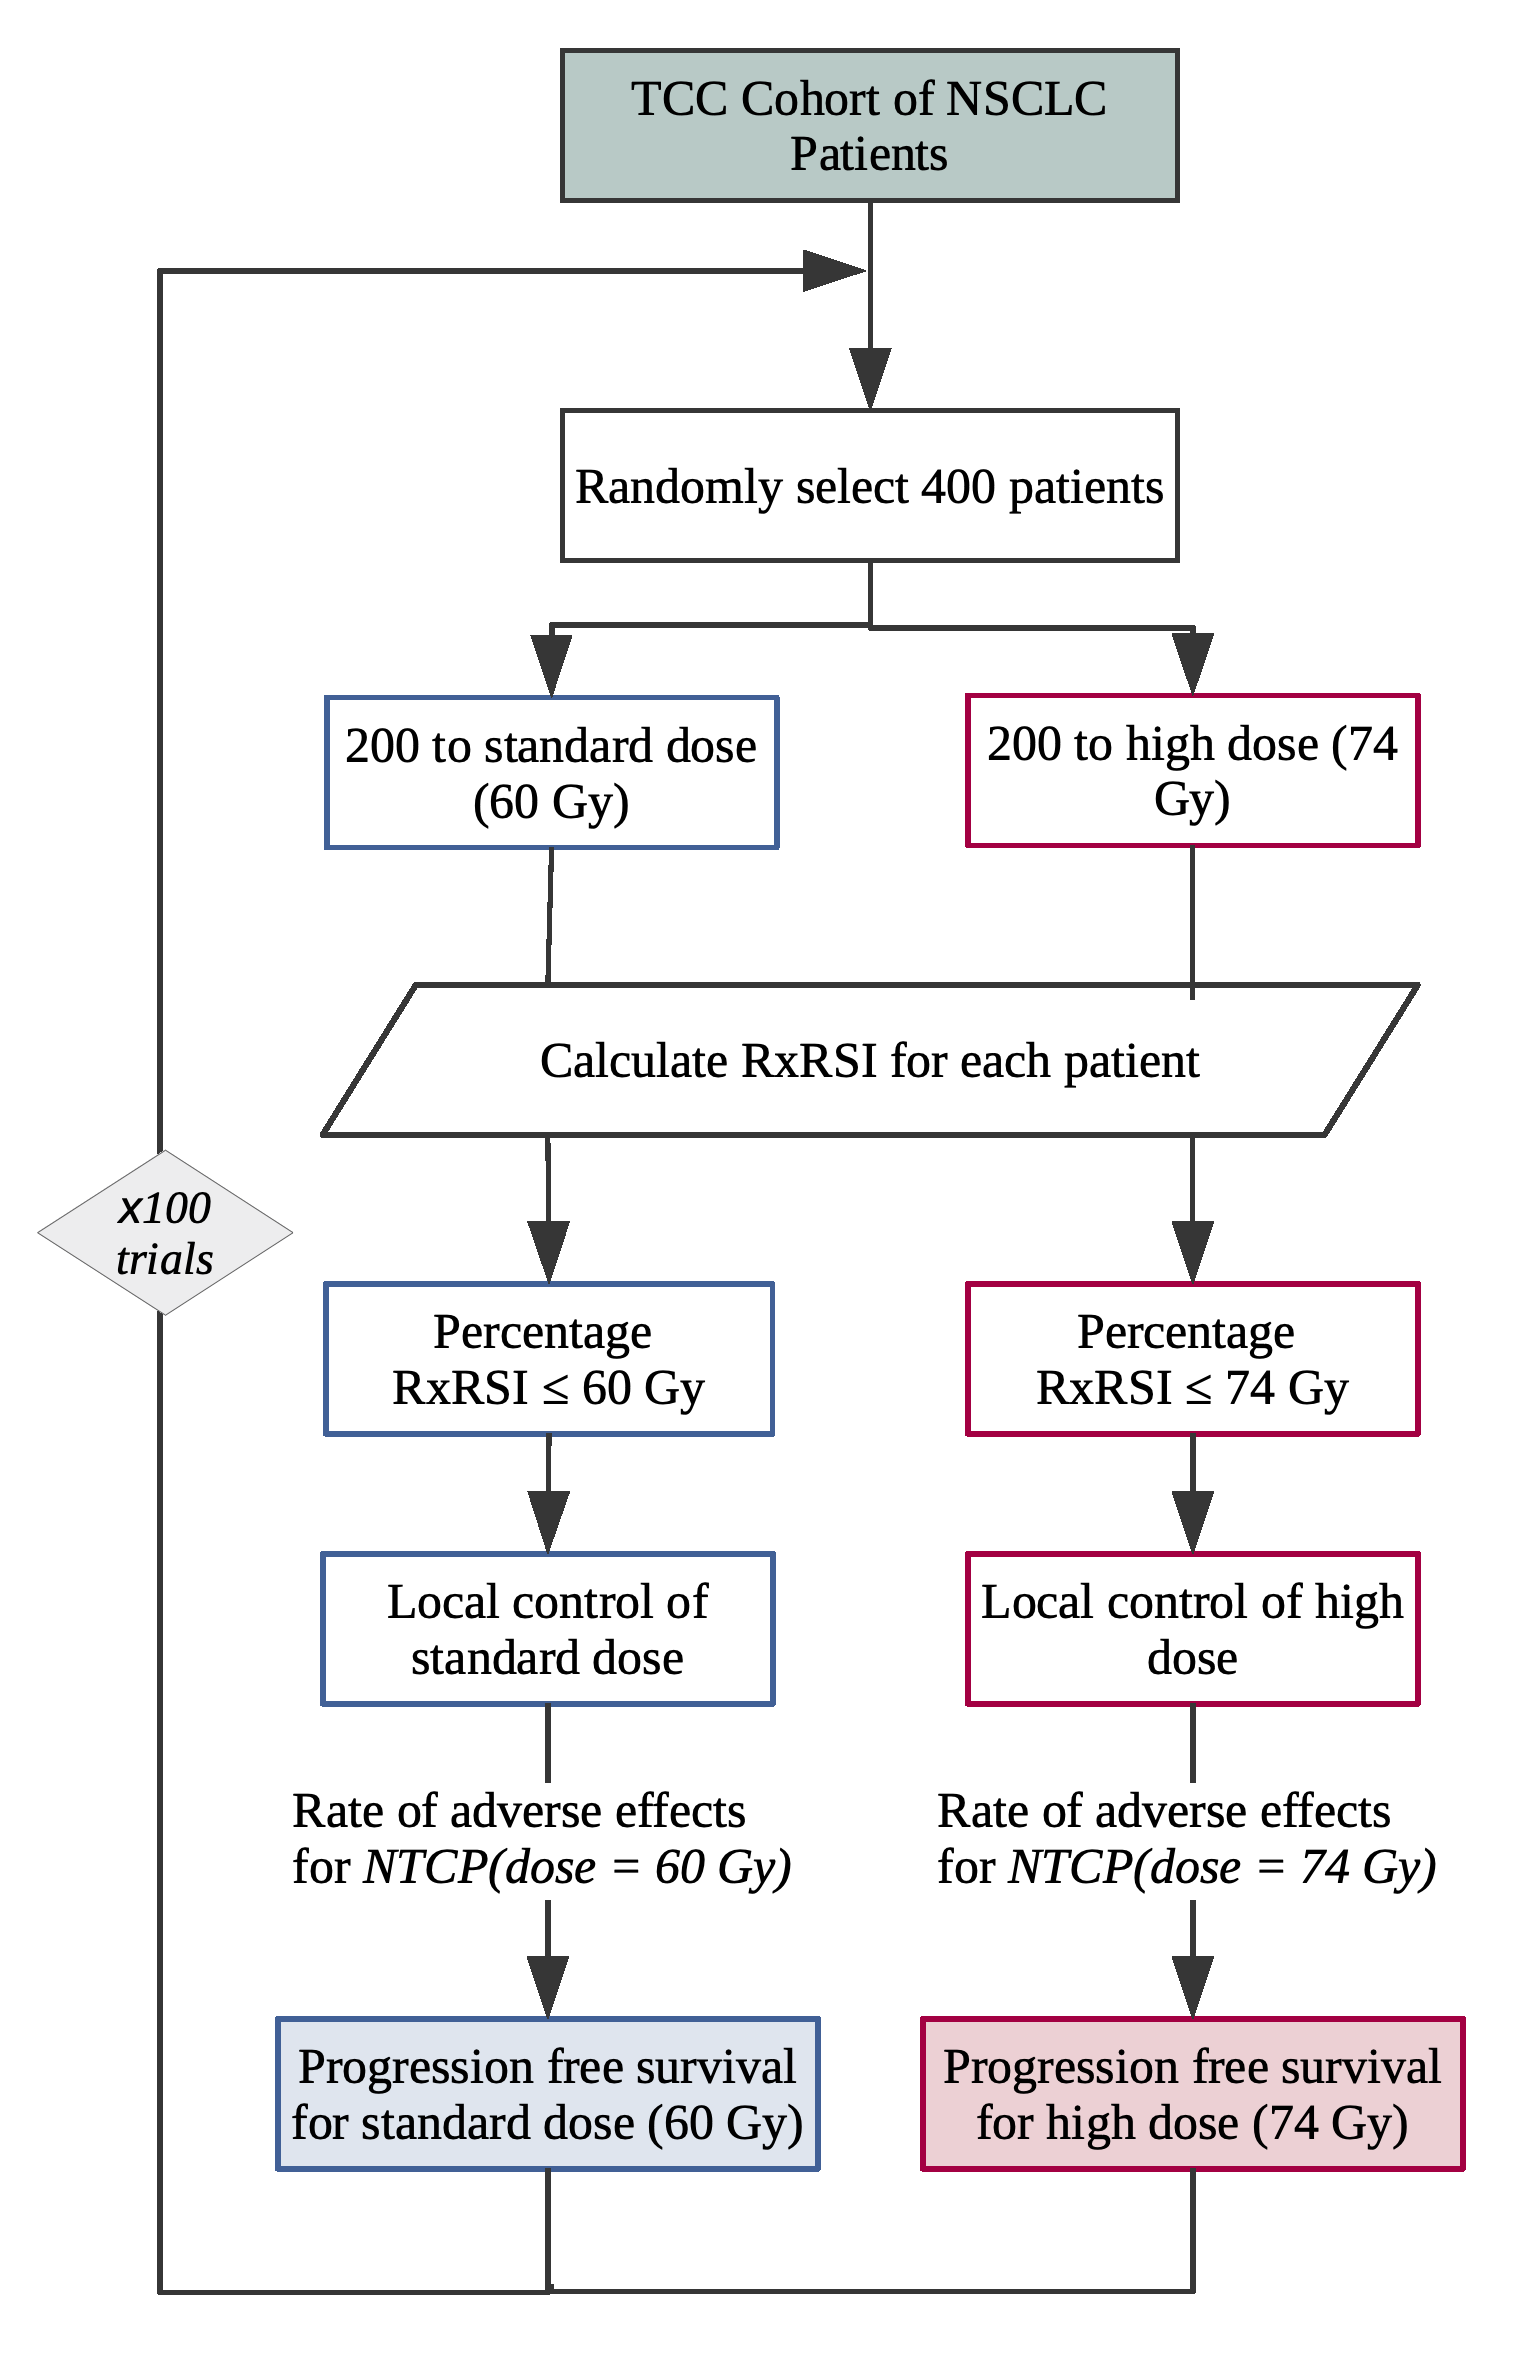 TCC Cohort of NSCLC
Patients
Randomly select 400 patients
200 to standard dose
(60 Gy)
200 to high dose (74
Gy)
Calculate RxRSI for each patient
x100
trials
Percentage
RxRSI ≤ 60 Gy
Percentage
RxRSI ≤ 74 Gy
Local control of
standard dose
Local control of high
dose
Rate of adverse effects
for NTCP(dose = 60 Gy)
Rate of adverse effects
for NTCP(dose = 74 Gy)
Progression free survival
for standard dose (60 Gy)
Progression free survival
for high dose (74 Gy)